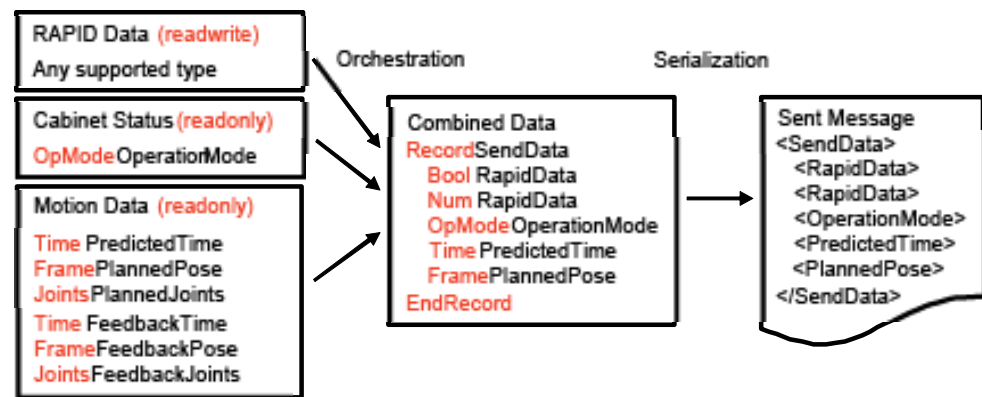 RAPID Data (readwrite)
Any supported type
Cabinet Status (readonly)
OpMode OperationMode
Motion Data (readonly)
Time PredictedTime
Frame PlannedPose
Joints PlannedJoints
Time FeedbackTime
Frame FeedbackPose
Joints FeedbackJoints
Orchestration
Combined Data
Record SendData
Bool RapidData
Num RapidData
OpMode OperationMode
Time PredictedTime
Frame PlannedPose
EndRecord
Serialization
Sent Message
<SendData>
<RapidData>
<RapidData>
<OperationMode>
<PredictedTime>
<PlannedPose>
</SendData>